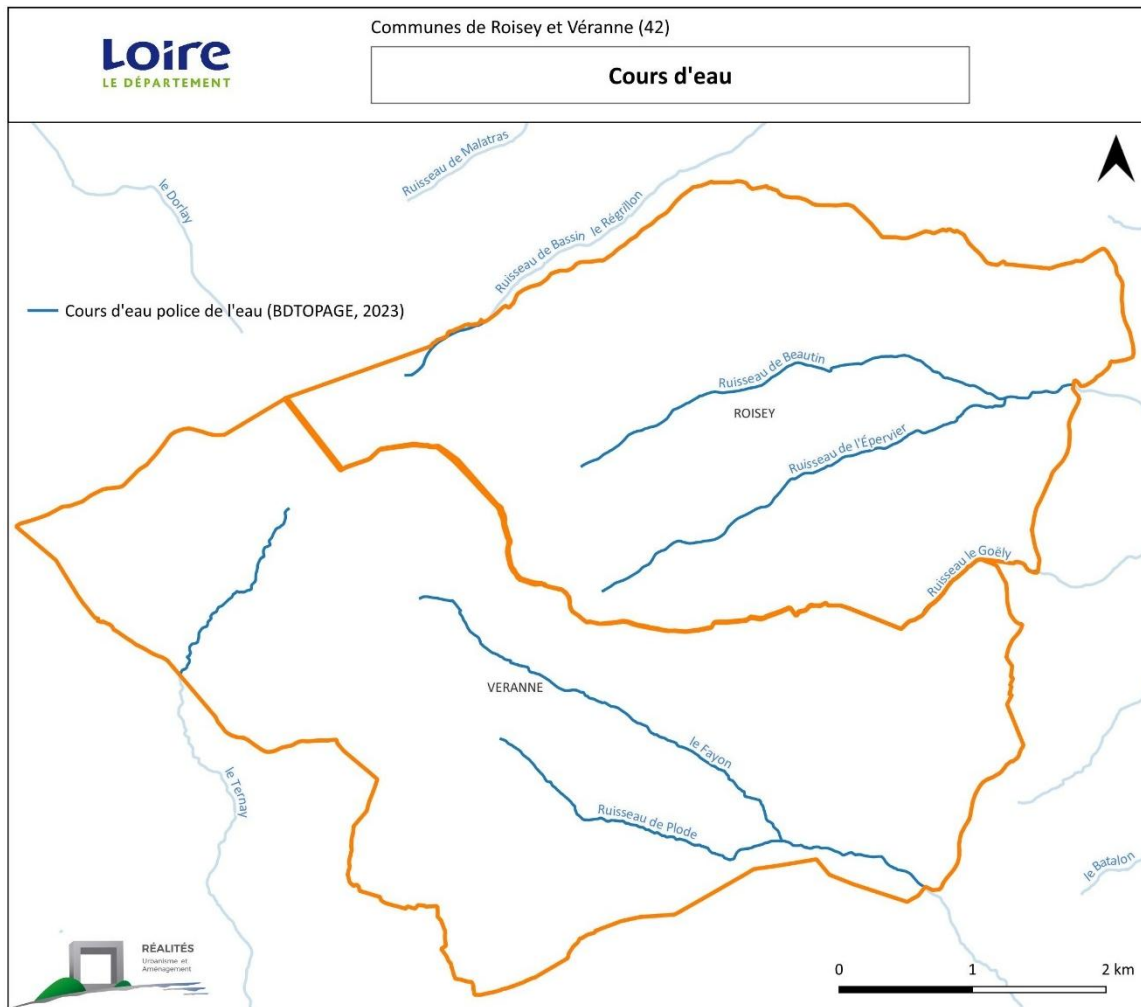 Communes de Roisey et Véranne (42)
Loire
LE DÉPARTEMENT
Cours d'eau
Ruisseau de Malatras
le Dorlay
le Régrillon
Ruisseau de Bassin
Cours d'eau police de l'eau (BDTOPAGE, 2023)
Ruisseau de Beautin
ROISEY
Ruisseau de l'Épervier
Ruisseau le Goëly
VERANNE
le Fayon
le Ternay
Ruisseau de Plode
le Batalon
RÉALITÉS
Urbanisme et
Aménagement
0 1 2 km